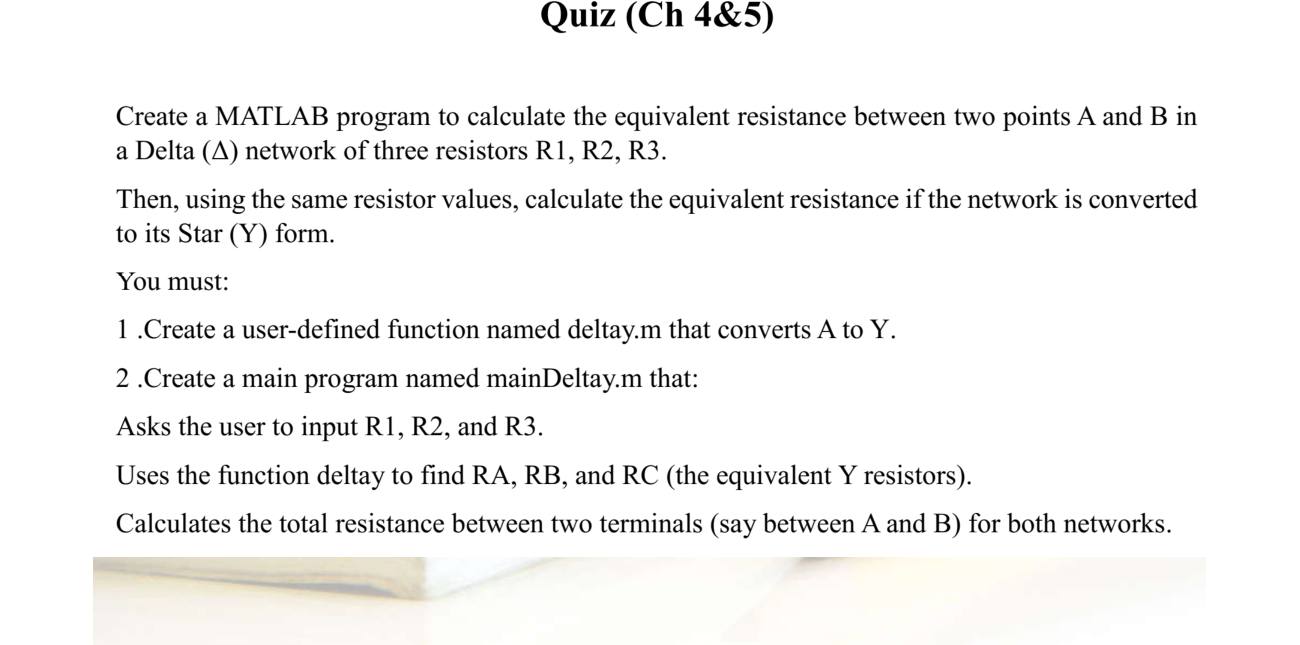 Quiz (Ch 4&5)
Create a MATLAB program to calculate the equivalent resistance between two points A and B in
a Delta (Δ) network of three resistors R1, R2, R3.
Then, using the same resistor values, calculate the equivalent resistance if the network is converted
to its Star (Y) form.
You must:
1 .Create a user-defined function named deltay.m that converts A to Y.
2 .Create a main program named mainDeltay.m that:
Asks the user to input R1, R2, and R3.
Uses the function deltay to find RA, RB, and RC (the equivalent Y resistors).
Calculates the total resistance between two terminals (say between A and B) for both networks.